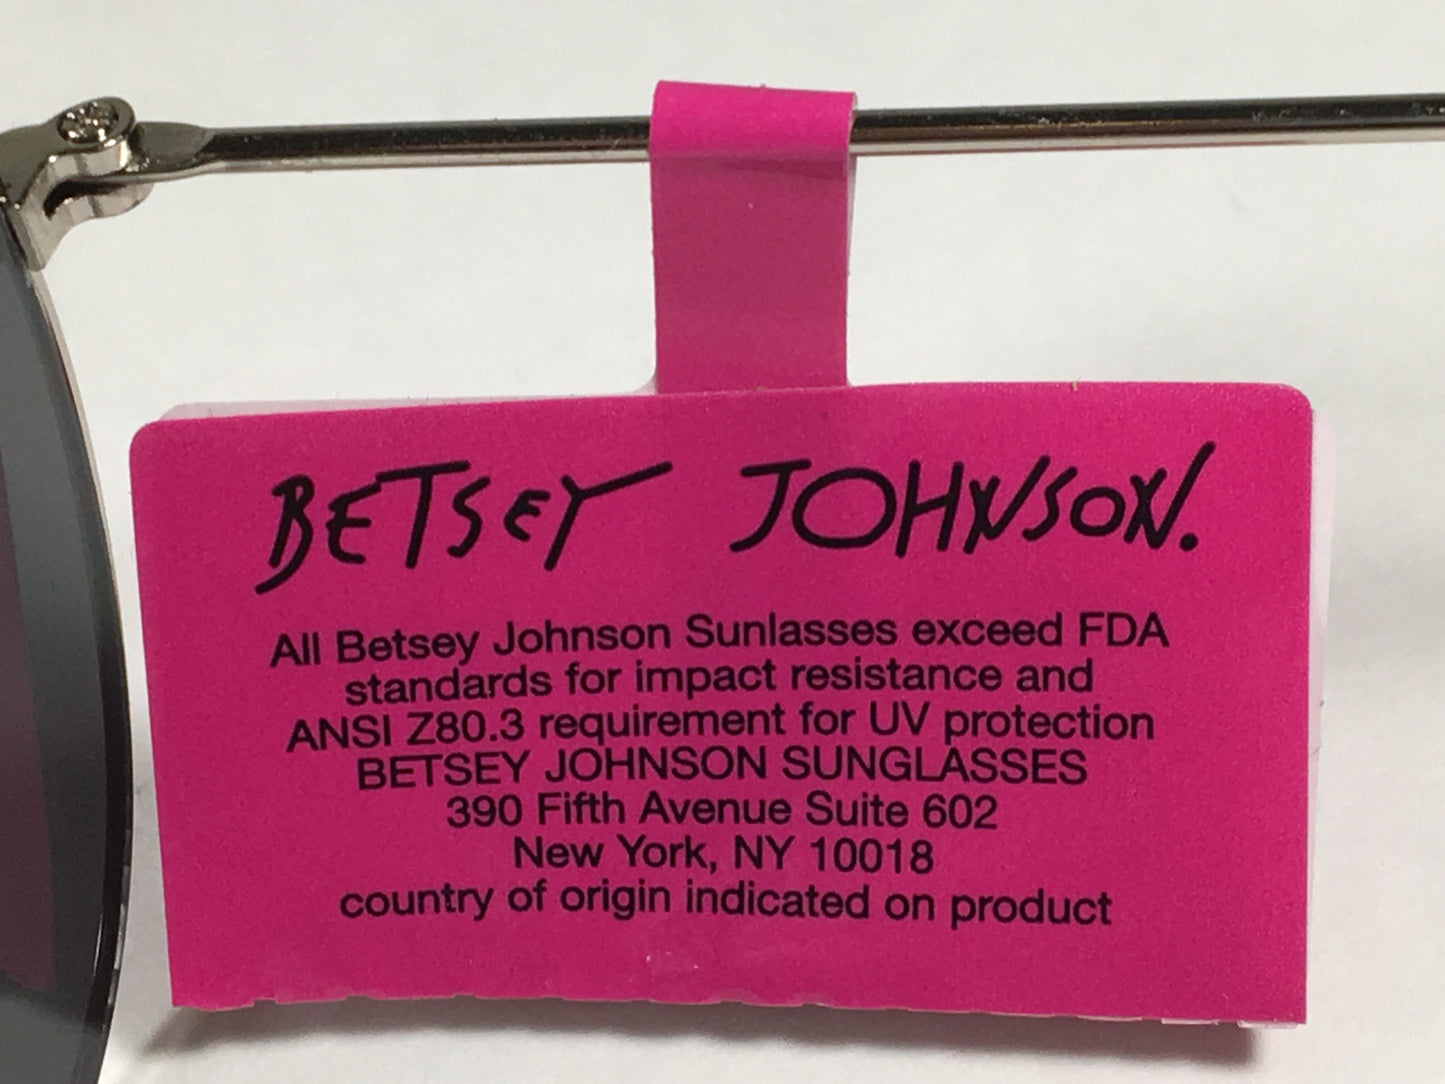 BETSEY JOHNSON.
All Betsey Johnson Sunlasses exceed FDA
standards for impact resistance and
ANSI Z80.3 requirement for UV protection
BETSEY JOHNSON SUNGLASSES
390 Fifth Avenue Suite 602
New York, NY 10018
country of origin indicated on product